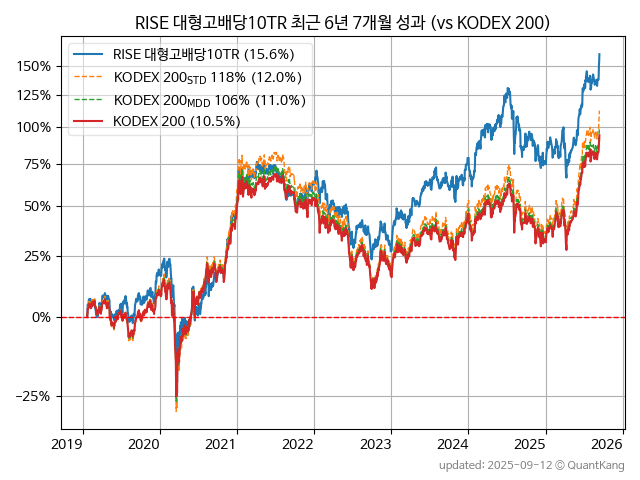 RISE 대형고배당10TR 최근 6년 7개월 성과 (vs KODEX 200)
RISE 대형고배당10TR (15.6%)
KODEX 200STD 118% (12.0%)
KODEX 200MDD 106% (11.0%)
KODEX 200 (10.5%)
150%
125%
100%
75%
50%
25%
0%
−25%
2019 2020 2021 2022 2023 2024 2025 2026
updated: 2025-09-12 © QuantKang